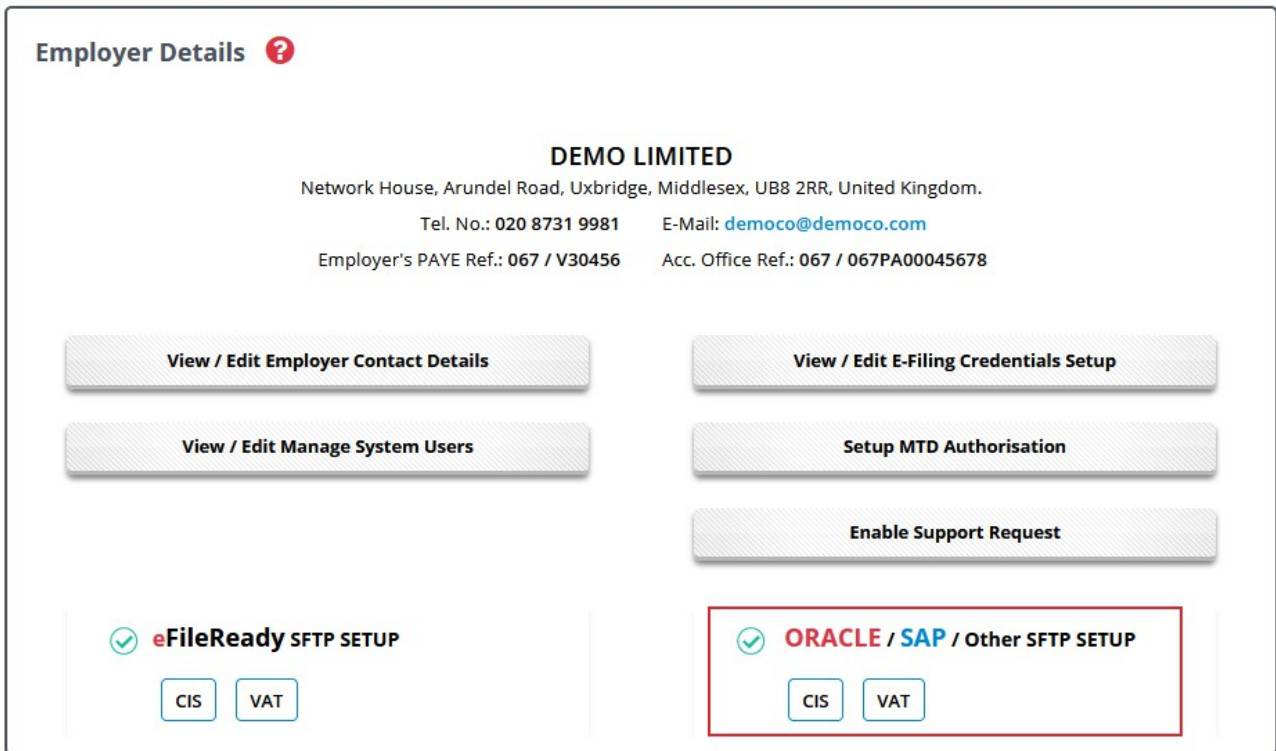 Employer Details ?
DEMO LIMITED
Network House, Arundel Road, Uxbridge, Middlesex, UB8 2RR, United Kingdom.
Tel. No.: 020 8731 9981 E-Mail: democo@democo.com
Employer's PAYE Ref.: 067 / V30456 Acc. Office Ref.: 067 / 067PA00045678
View / Edit Employer Contact Details
View / Edit E-Filing Credentials Setup
View / Edit Manage System Users
Setup MTD Authorisation
Enable Support Request
eFileReady SFTP SETUP
CIS VAT
ORACLE / SAP / Other SFTP SETUP
CIS VAT